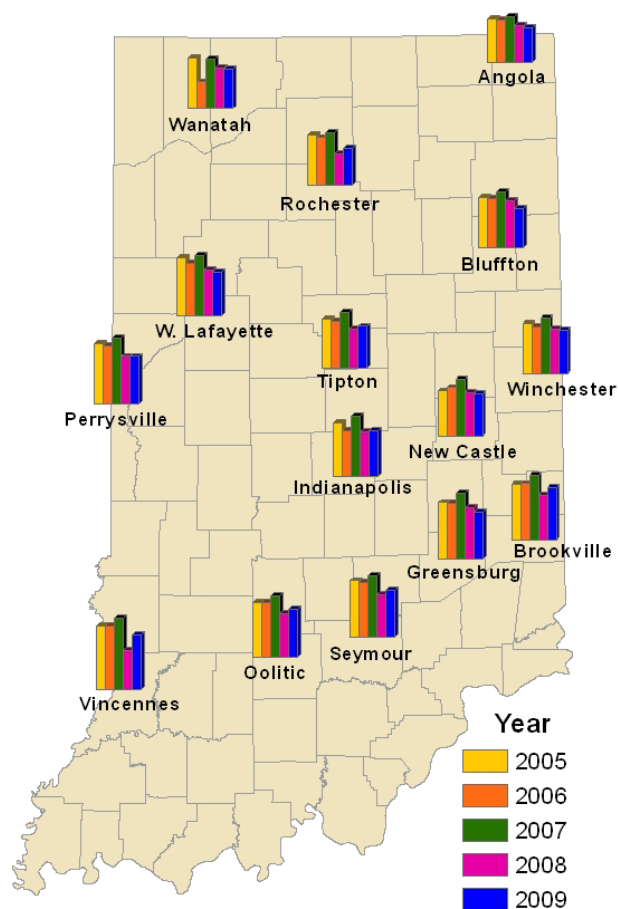 Angola
Wanatah
Rochester
Bluffton
W. Lafayette
Tipton
Winchester
Perrysville
New Castle
Indianapolis
Brookville
Greensburg
Seymour
Oolitic
Vincennes
Year
2005
2006
2007
2008
2009